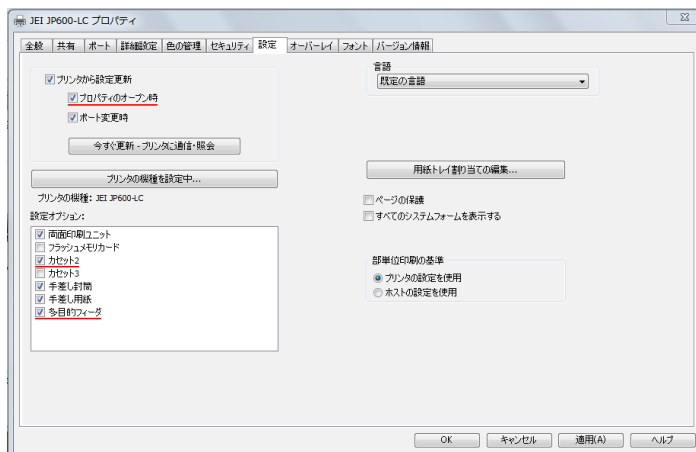 JEI JP600-LC プロパティ
全般 共有 ポート 詳細設定 色の管理 セキュリティ 設定 オーバーレイ フォント バージョン情報
プリンタから設定更新
プロパティのオープン時
ポート変更時
今すぐ更新 - プリンタに通信・照会
プリンタの機種を設定中...
プリンタの機種: JEI JP600-LC
設定オプション:
両面印刷ユニット
フラッシュメモリカード
カセット2
カセット3
手差し封筒
手差し用紙
多目的フィーダ
言語
既定の言語
用紙トレイ割り当ての編集...
ページの保護
すべてのシステムフォームを表示する
部単位印刷の基準
プリンタの設定を使用
ホストの設定を使用
OK キャンセル 適用(A) ヘルプ